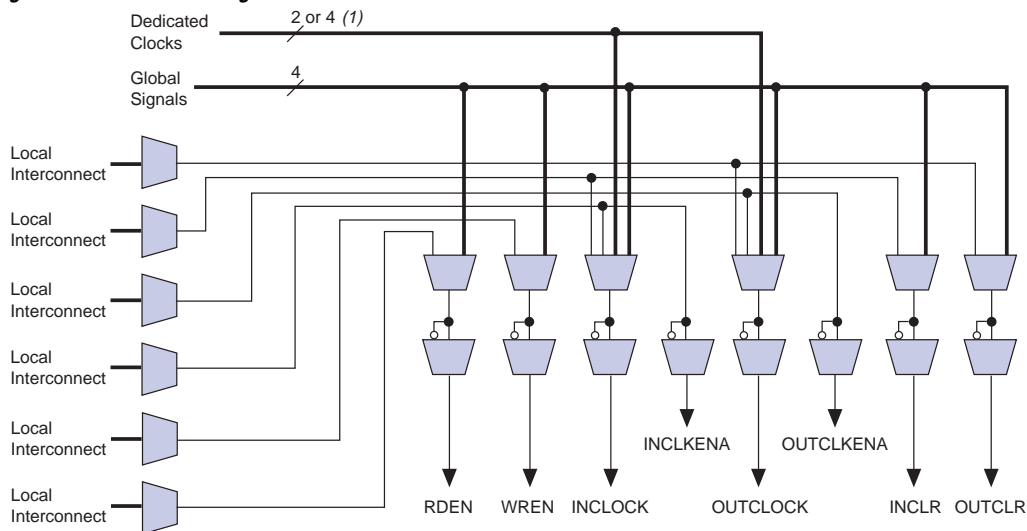 Dedicated
Clocks
2 or 4 (1)
Global
Signals
4
Local
Interconnect
Local
Interconnect
Local
Interconnect
Local
Interconnect
Local
Interconnect
Local
Interconnect
INCLKENA
OUTCLKENA
RDEN
WREN
INCLOCK
OUTCLOCK
INCLR
OUTCLR